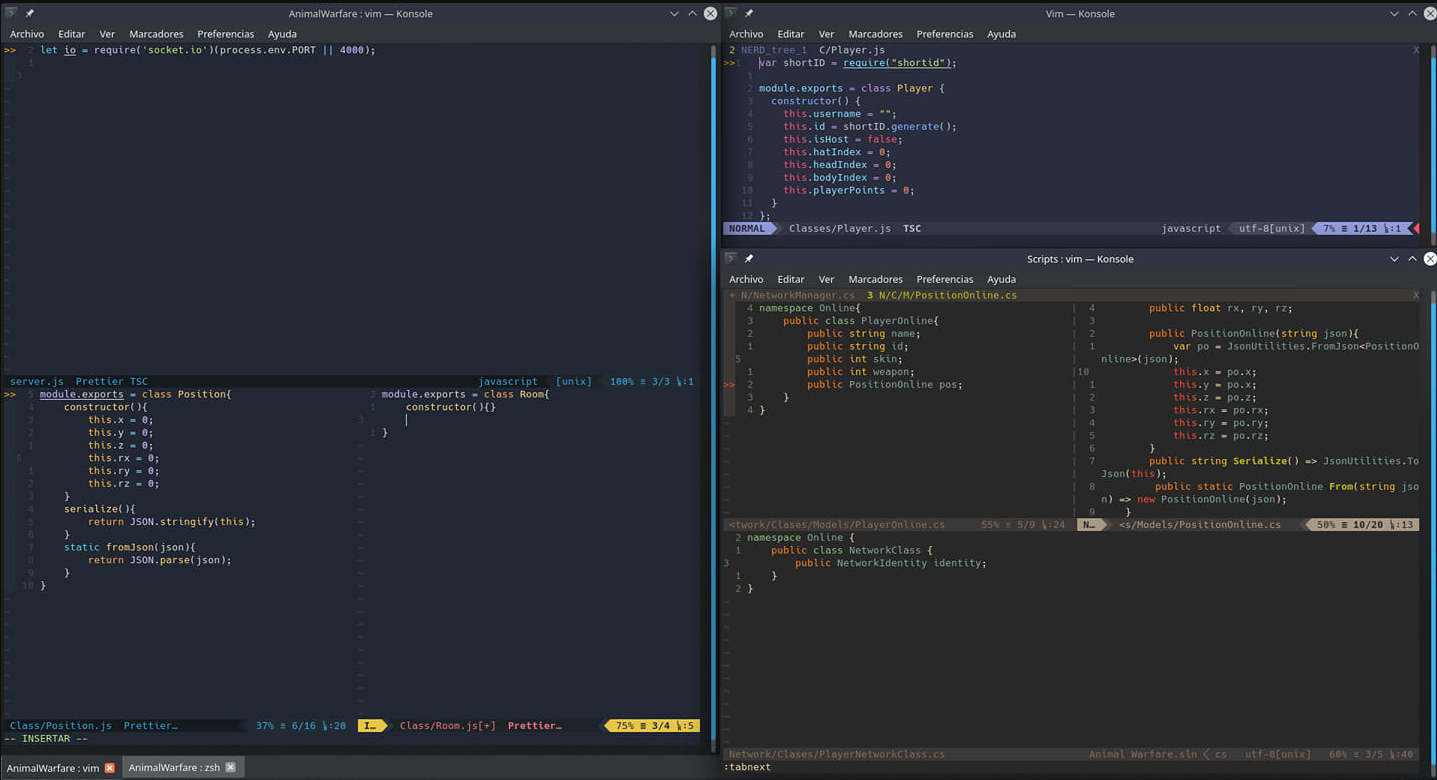 AnimalWarfare : vim — Konsole
Archivo Editar Ver Marcadores Preferencias Ayuda
>> 2 let io = require('socket.io')(process.env.PORT || 4000);
1
3
server.js Prettier TSC javascript [unix] 100% ≡ 3/3 ㏑:1
>> 5 module.exports = class Position{
4 constructor(){
3 this.x = 0;
2 this.y = 0;
1 this.z = 0;
6 this.rx = 0;
1 this.ry = 0;
2 this.rz = 0;
3 }
4 serialize(){
5 return JSON.stringify(this);
6 }
7 static fromJson(json){
8 return JSON.parse(json);
9 }
10 }
Class/Position.js Prettier… 37% ≡ 6/16 ㏑:20
2 module.exports = class Room{
1 constructor(){}
3
1 }
I… Class/Room.js[+] Prettier… 75% ≡ 3/4 ㏑:5
-- INSERTAR --
AnimalWarfare : vim
AnimalWarfare : zsh
Vim — Konsole
Archivo Editar Ver Marcadores Preferencias Ayuda
2 NERD_tree_1 C/Player.js X
>>1 var shortID = require("shortid");
1
2 module.exports = class Player {
3 constructor() {
4 this.username = "";
5 this.id = shortID.generate();
6 this.isHost = false;
7 this.hatIndex = 0;
8 this.headIndex = 0;
9 this.bodyIndex = 0;
10 this.playerPoints = 0;
11 }
12 };
NORMAL Classes/Player.js TSC javascript utf-8[unix] 7% ≡ 1/13 ㏑:1
Scripts : vim — Konsole
Archivo Editar Ver Marcadores Preferencias Ayuda
+ N/NetworkManager.cs 3 N/C/M/PositionOnline.cs X
4 namespace Online{
3 public class PlayerOnline{
2 public string name;
1 public string id;
5 public int skin;
1 public int weapon;
>> 2 public PositionOnline pos;
3 }
4 }
<twork/Clases/Models/PlayerOnline.cs 55% ≡ 5/9 ㏑:24
4 public float rx, ry, rz;
3
2 public PositionOnline(string json){
1 var po = JsonUtilities.FromJson<PositionO
nline>(json);
10 this.x = po.x;
1 this.y = po.y;
2 this.z = po.z;
3 this.rx = po.rx;
4 this.ry = po.ry;
5 this.rz = po.rz;
6 }
7 public string Serialize() => JsonUtilities.To
Json(this);
8 public static PositionOnline From(string jso
n) => new PositionOnline(json);
9 }
N… <s/Models/PositionOnline.cs 50% ≡ 10/20 ㏑:13
2 namespace Online {
1 public class NetworkClass {
3 public NetworkIdentity identity;
1 }
2 }
Network/Clases/PlayerNetworkClass.cs Animal Warfare.sln < cs utf-8[unix] 60% ≡ 3/5 ㏑:40
:tabnext